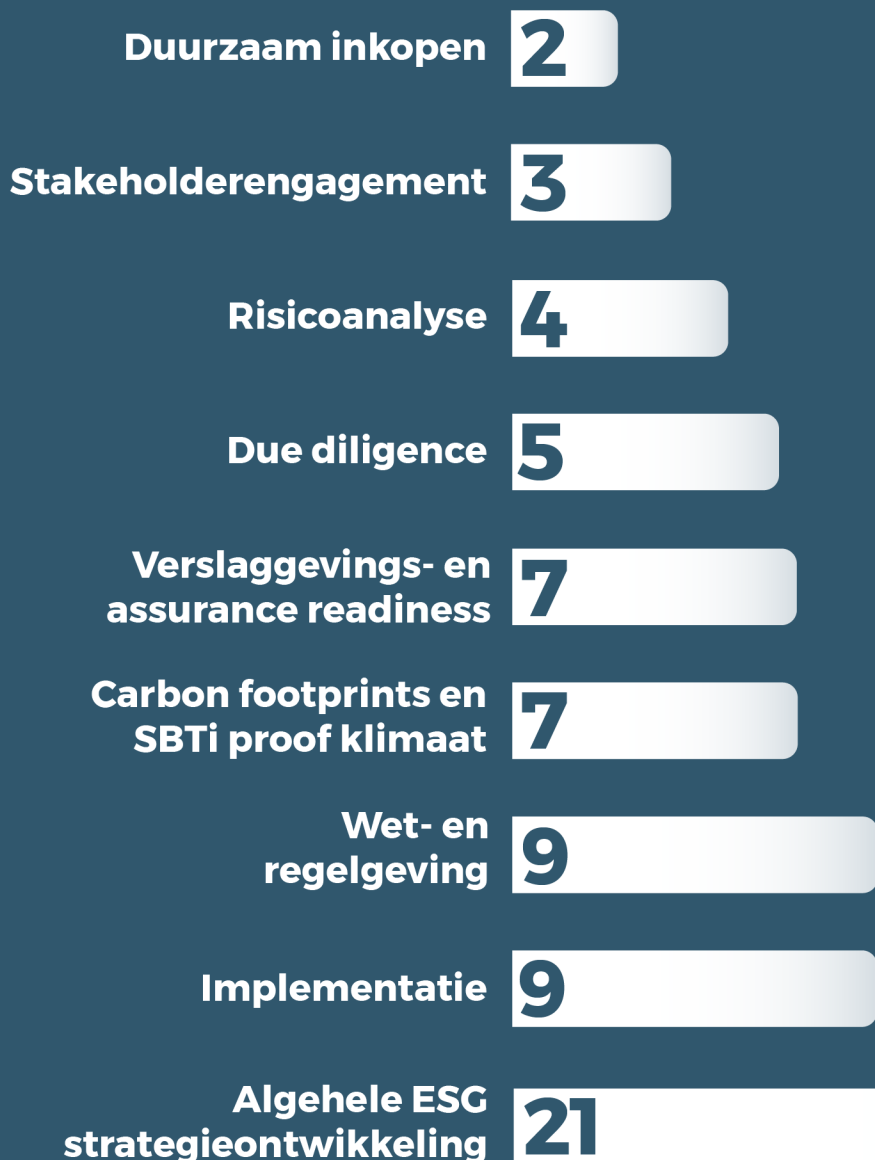 Duurzaam inkopen 2
Stakeholderengagement 3
Risicoanalyse 4
Due diligence 5
Verslaggevings- en
assurance readiness 7
Carbon footprints en
SBTi proof klimaat 7
Wet- en
regelgeving 9
Implementatie 9
Algehele ESG
strategieontwikkeling 21